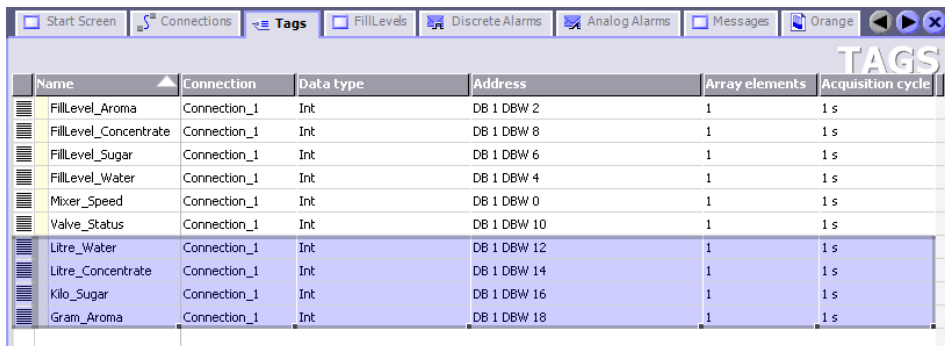 Start Screen Connections Tags FillLevels Discrete Alarms Analog Alarms Messages Orange
TAGS
Name Connection Data type Address Array elements Acquisition cycle
FillLevel_Aroma Connection_1 Int DB 1 DBW 2 1 1 s
FillLevel_Concentrate Connection_1 Int DB 1 DBW 8 1 1 s
FillLevel_Sugar Connection_1 Int DB 1 DBW 6 1 1 s
FillLevel_Water Connection_1 Int DB 1 DBW 4 1 1 s
Mixer_Speed Connection_1 Int DB 1 DBW 0 1 1 s
Valve_Status Connection_1 Int DB 1 DBW 10 1 1 s
Litre_Water Connection_1 Int DB 1 DBW 12 1 1 s
Litre_Concentrate Connection_1 Int DB 1 DBW 14 1 1 s
Kilo_Sugar Connection_1 Int DB 1 DBW 16 1 1 s
Gram_Aroma Connection_1 Int DB 1 DBW 18 1 1 s